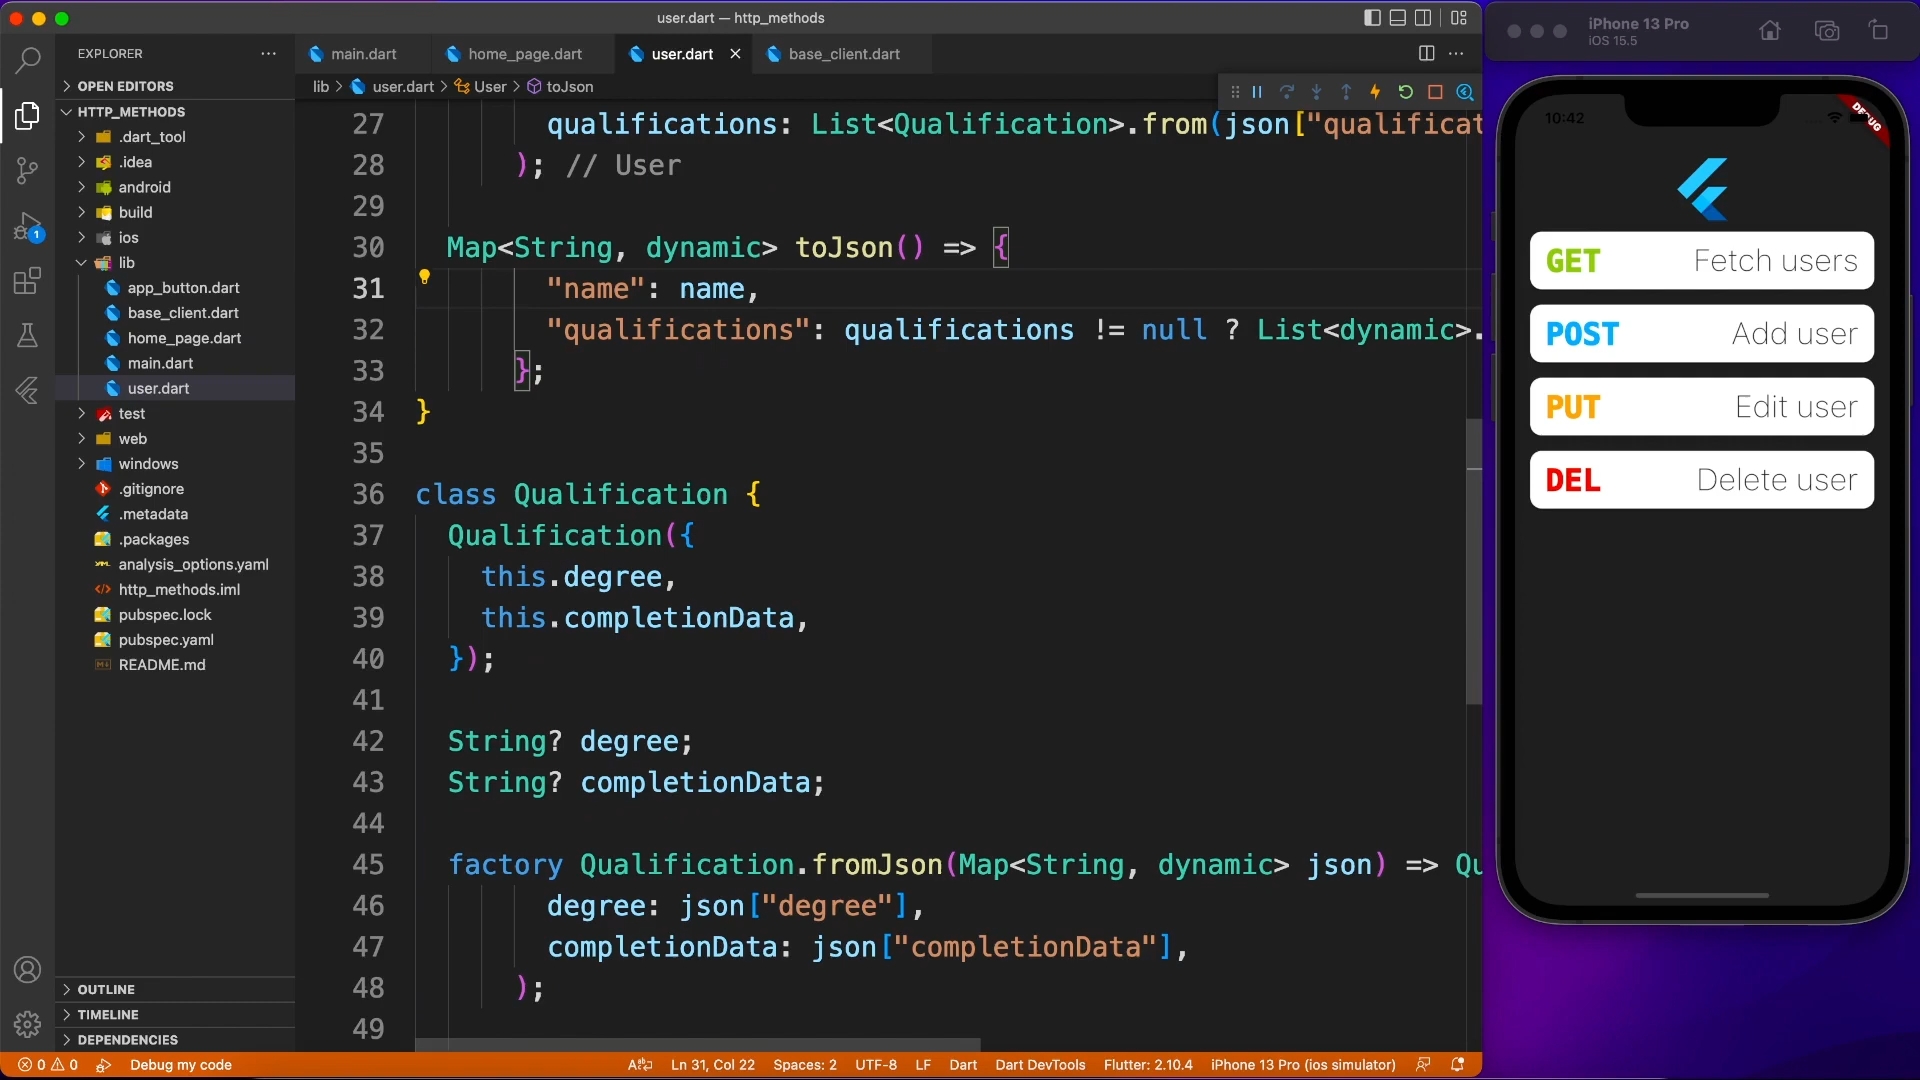 user.dart — http_methods
EXPLORER
OPEN EDITORS
HTTP_METHODS
.dart_tool
.idea
android
build
ios
lib
app_button.dart
base_client.dart
home_page.dart
main.dart
user.dart
test
web
windows
.gitignore
.metadata
.packages
analysis_options.yaml
http_methods.iml
pubspec.lock
pubspec.yaml
README.md
OUTLINE
TIMELINE
DEPENDENCIES
1
main.dart
home_page.dart
user.dart
base_client.dart
lib > user.dart > User > toJson
27 qualifications: List<Qualification>.from(json["qualificat
28 ); // User
29
30 Map<String, dynamic> toJson() => {
31 "name": name,
32 "qualifications": qualifications != null ? List<dynamic>.
33 };
34 }
35
36 class Qualification {
37 Qualification({
38 this.degree,
39 this.completionData,
40 });
41
42 String? degree;
43 String? completionData;
44
45 factory Qualification.fromJson(Map<String, dynamic> json) => Qu
46 degree: json["degree"],
47 completionData: json["completionData"],
48 );
49
0 0 Debug my code Ln 31, Col 22 Spaces: 2 UTF-8 LF Dart Dart DevTools Flutter: 2.10.4 iPhone 13 Pro (ios simulator)
iPhone 13 Pro
iOS 15.5
10:42
DEBUG
GET Fetch users
POST Add user
PUT Edit user
DEL Delete user